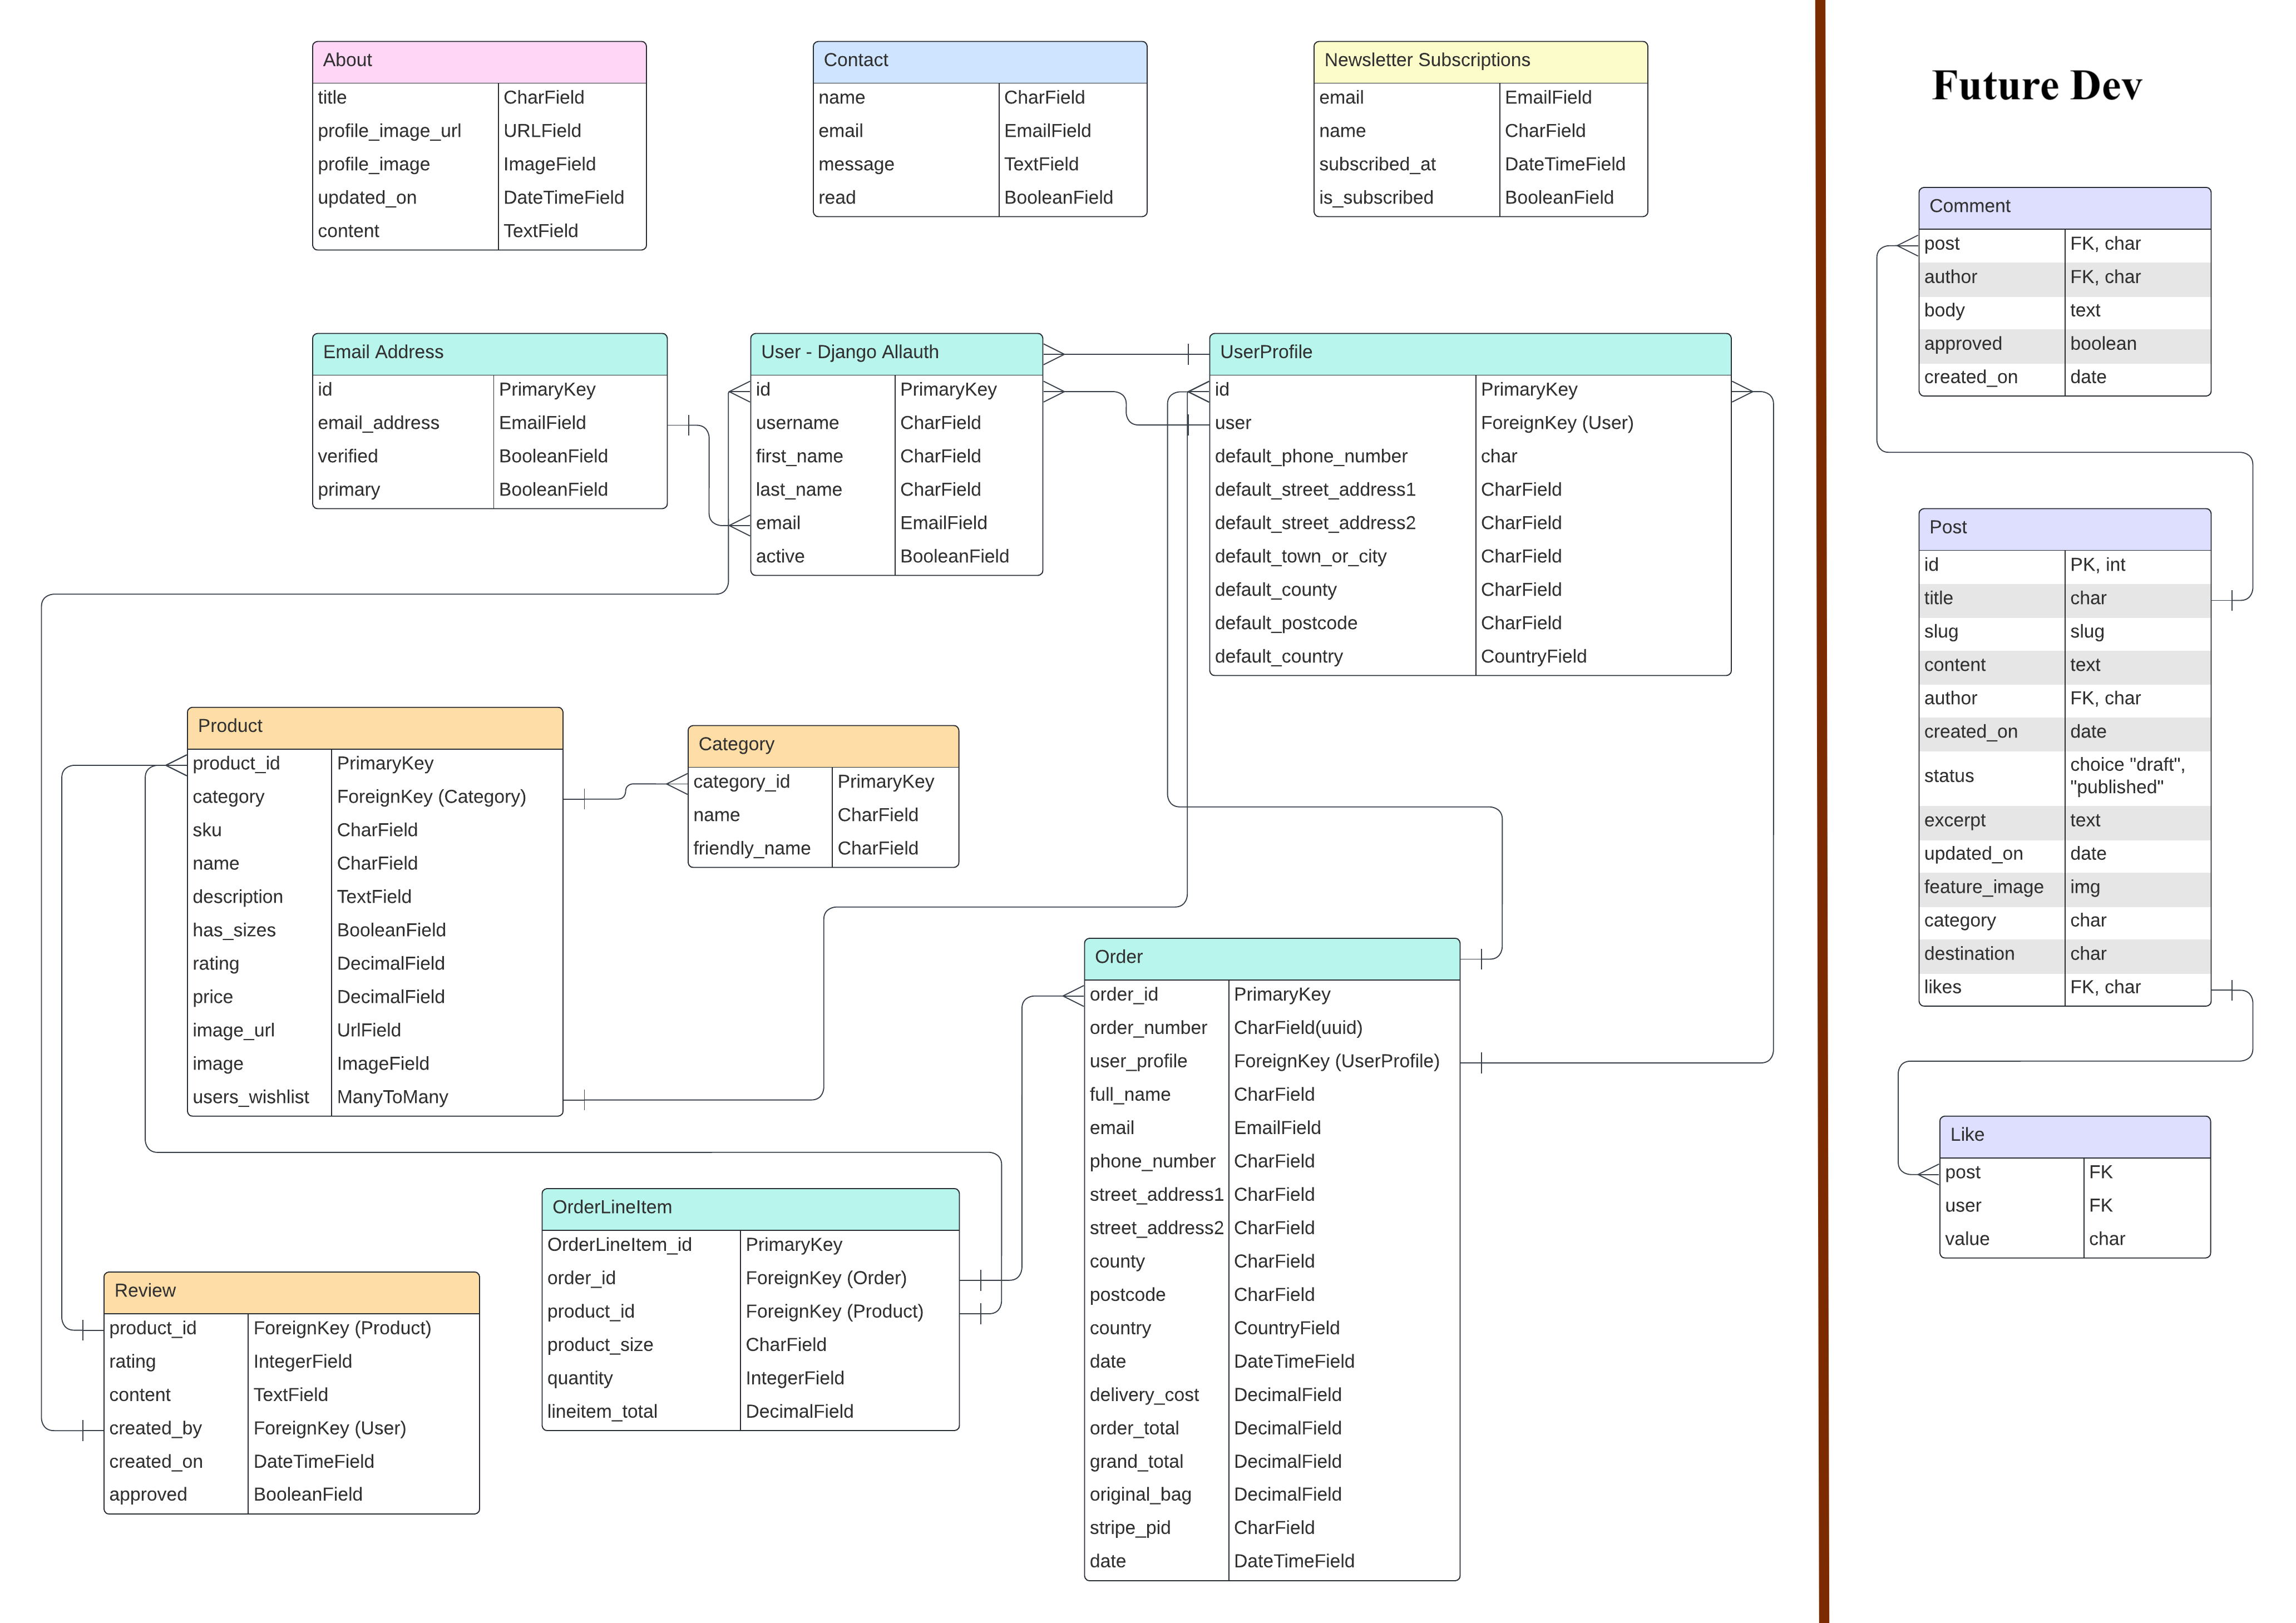 About
title CharField
profile_image_url URLField
profile_image ImageField
updated_on DateTimeField
content TextField
Contact
name CharField
email EmailField
message TextField
read BooleanField
Newsletter Subscriptions
email EmailField
name CharField
subscribed_at DateTimeField
is_subscribed BooleanField
Email Address
id PrimaryKey
email_address EmailField
verified BooleanField
primary BooleanField
User - Django Allauth
id PrimaryKey
username CharField
first_name CharField
last_name CharField
email EmailField
active BooleanField
UserProfile
id PrimaryKey
user ForeignKey (User)
default_phone_number char
default_street_address1 CharField
default_street_address2 CharField
default_town_or_city CharField
default_county CharField
default_postcode CharField
default_country CountryField
Product
product_id PrimaryKey
category ForeignKey (Category)
sku CharField
name CharField
description TextField
has_sizes BooleanField
rating DecimalField
price DecimalField
image_url UrlField
image ImageField
users_wishlist ManyToMany
Category
category_id PrimaryKey
name CharField
friendly_name CharField
Order
order_id PrimaryKey
order_number CharField(uuid)
user_profile ForeignKey (UserProfile)
full_name CharField
email EmailField
phone_number CharField
street_address1 CharField
street_address2 CharField
county CharField
postcode CharField
country CountryField
date DateTimeField
delivery_cost DecimalField
order_total DecimalField
grand_total DecimalField
original_bag DecimalField
stripe_pid CharField
date DateTimeField
OrderLineItem
OrderLineItem_id PrimaryKey
order_id ForeignKey (Order)
product_id ForeignKey (Product)
product_size CharField
quantity IntegerField
lineitem_total DecimalField
Review
product_id ForeignKey (Product)
rating IntegerField
content TextField
created_by ForeignKey (User)
created_on DateTimeField
approved BooleanField
Future Dev
Comment
post FK, char
author FK, char
body text
approved boolean
created_on date
Post
id PK, int
title char
slug slug
content text
author FK, char
created_on date
status choice "draft",
"published"
excerpt text
updated_on date
feature_image img
category char
destination char
likes FK, char
Like
post FK
user FK
value char